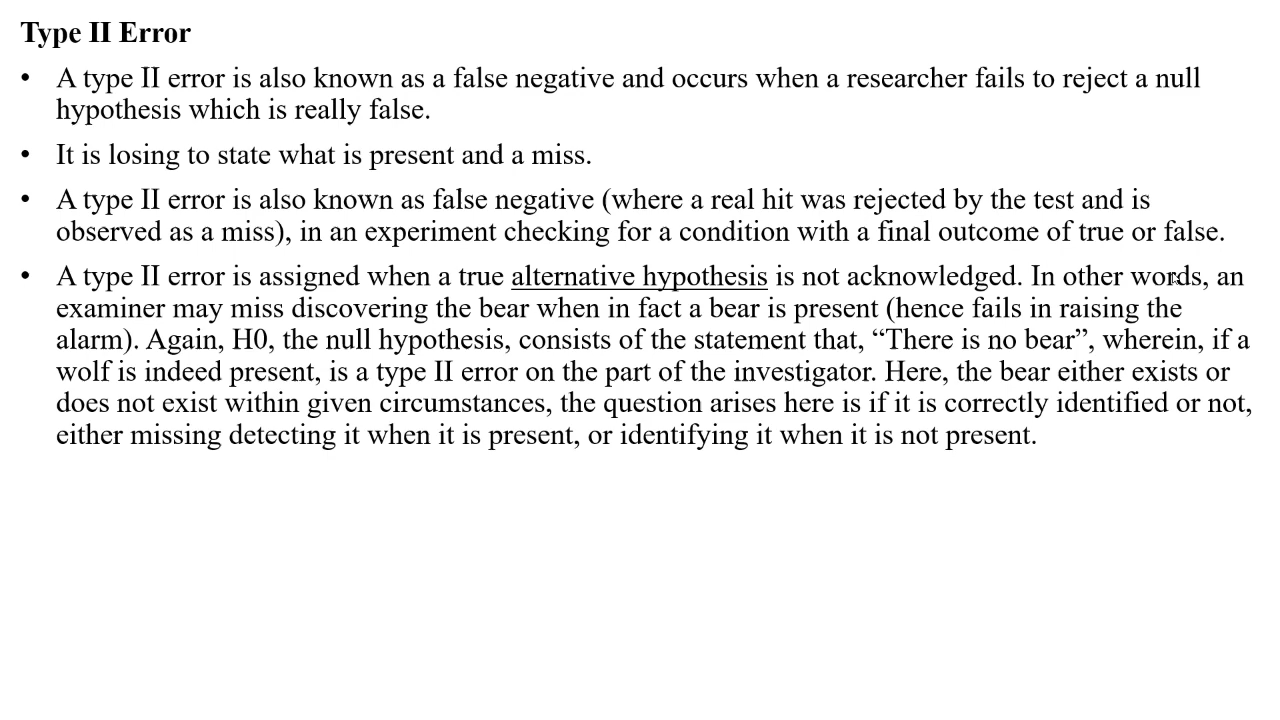 Type II Error
• A type II error is also known as a false negative and occurs when a researcher fails to reject a null
hypothesis which is really false.
• It is losing to state what is present and a miss.
• A type II error is also known as false negative (where a real hit was rejected by the test and is
observed as a miss), in an experiment checking for a condition with a final outcome of true or false.
• A type II error is assigned when a true alternative hypothesis is not acknowledged. In other words, an
examiner may miss discovering the bear when in fact a bear is present (hence fails in raising the
alarm). Again, H0, the null hypothesis, consists of the statement that, “There is no bear”, wherein, if a
wolf is indeed present, is a type II error on the part of the investigator. Here, the bear either exists or
does not exist within given circumstances, the question arises here is if it is correctly identified or not,
either missing detecting it when it is present, or identifying it when it is not present.